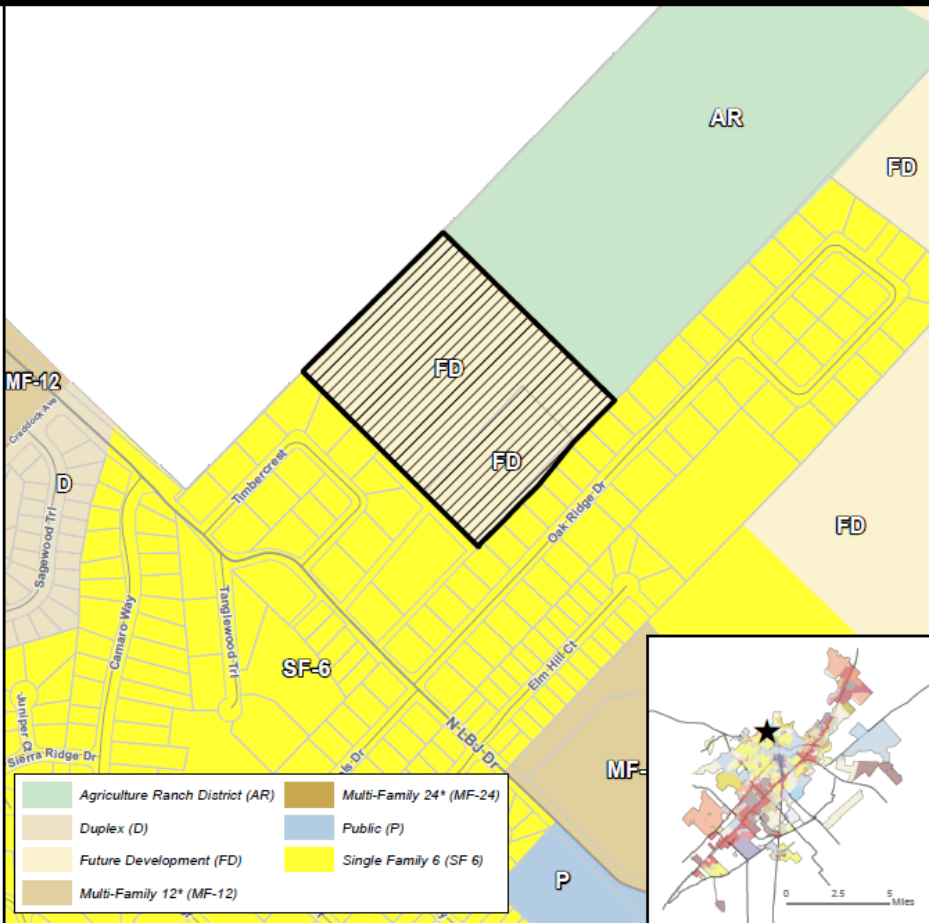 AR
FD
FD
MF-12
Craddock Ave
FD
Timbercrest
D
Oak Ridge Dr
Sagewood Trl
FD
Camaro Way
Tanglewood Trl
Elm Hill Ct
SF-6
Juniper Ct
N LBJ Dr
Sierra Ridge Dr
ls Dr
MF-
P
Agriculture Ranch District (AR)
Duplex (D)
Future Development (FD)
Multi-Family 12* (MF-12)
Multi-Family 24* (MF-24)
Public (P)
Single Family 6 (SF 6)
0 2.5 5
Miles